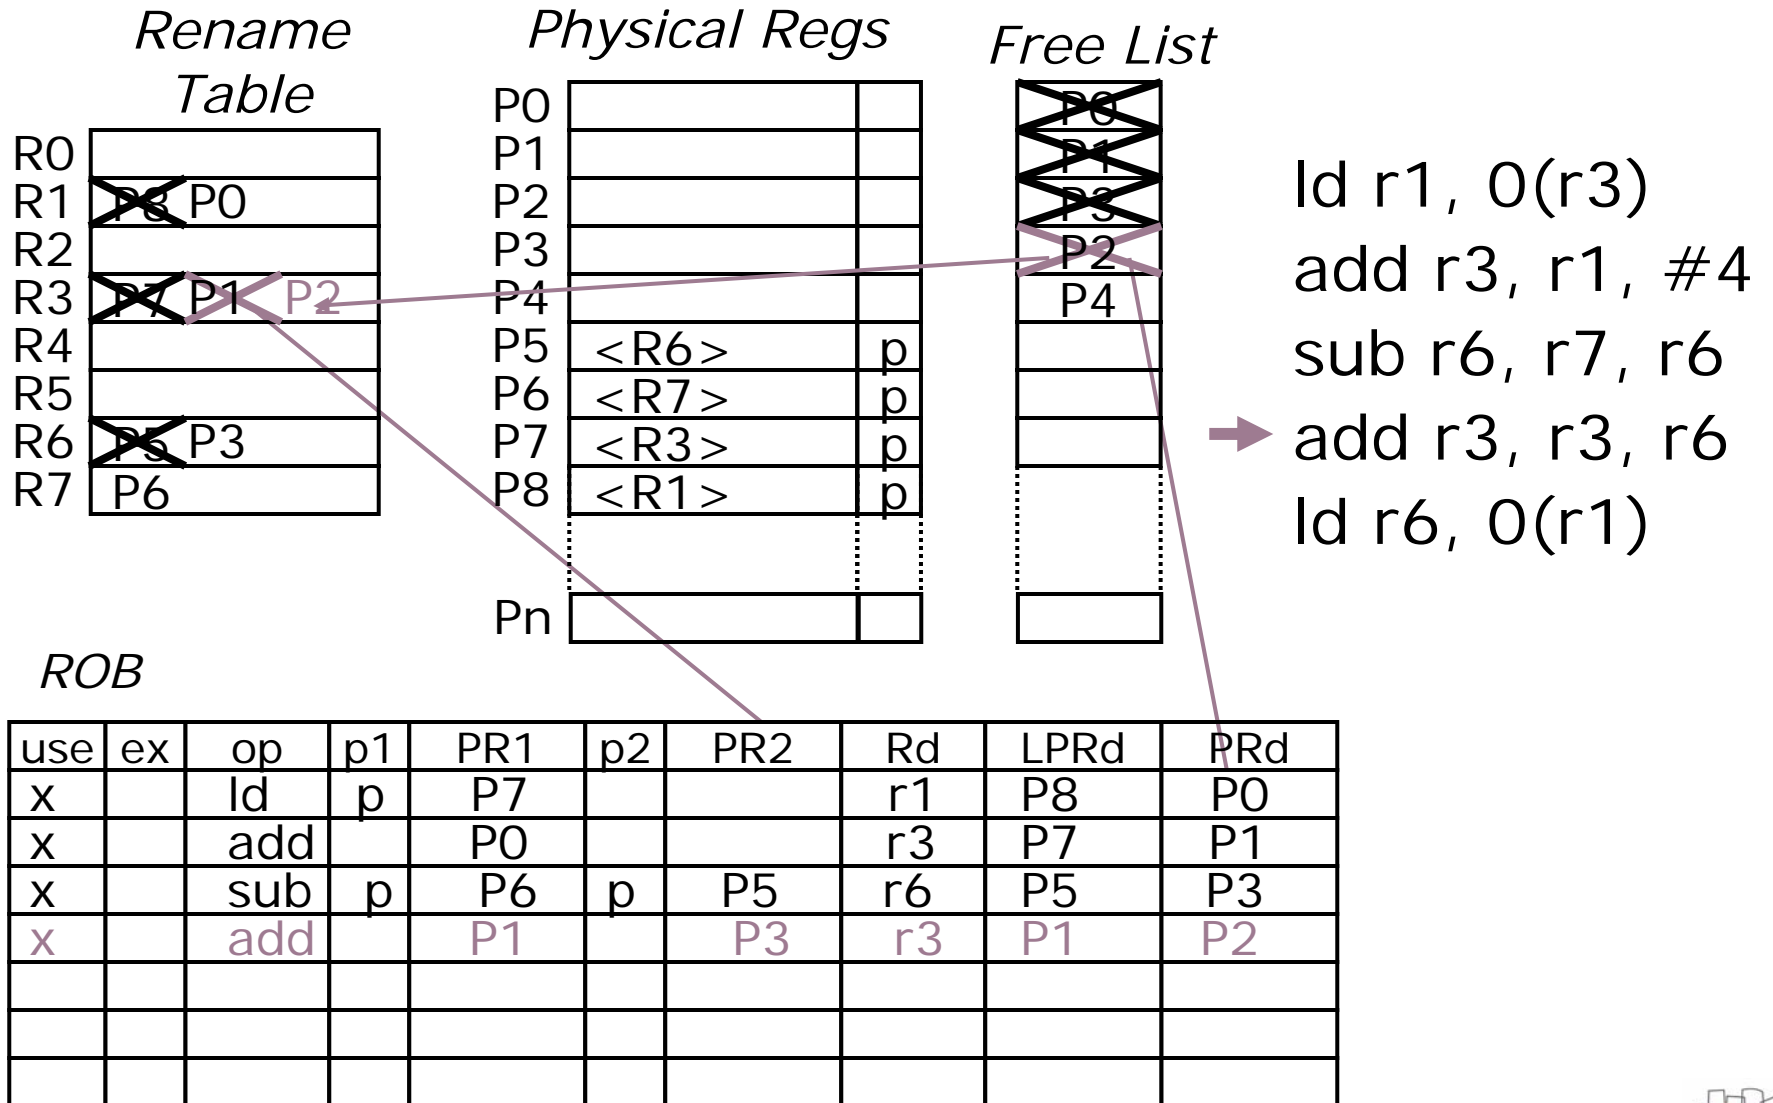 Rename
Table
Physical Regs
Free List
R0
R1 P8 P0
R2
R3 P7 P1 P2
R4
R5
R6 P5 P3
R7 P6
P0
P1
P2
P3
P4
P5 <R6> p
P6 <R7> p
P7 <R3> p
P8 <R1> p
Pn
P0
P1
P3
P2
P4
ld r1, 0(r3)
add r3, r1, #4
sub r6, r7, r6
add r3, r3, r6
ld r6, 0(r1)
ROB
use ex op p1 PR1 p2 PR2 Rd LPRd PRd
x ld p P7 r1 P8 P0
x add P0 r3 P7 P1
x sub p P6 p P5 r6 P5 P3
x add P1 P3 r3 P1 P2